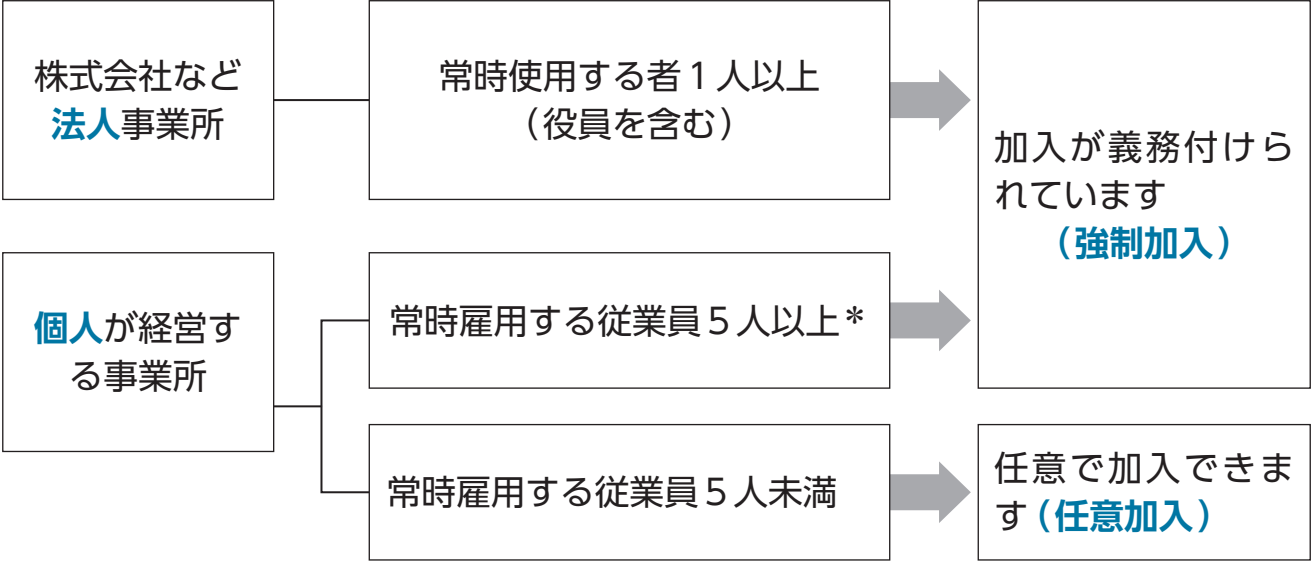 株式会社など
法人事業所
常時使用する者1人以上
（役員を含む）
加入が義務付けら
れています
（強制加入）
個人が経営す
る事業所
常時雇用する従業員5人以上＊
常時雇用する従業員5人未満
任意で加入できま
す（任意加入）